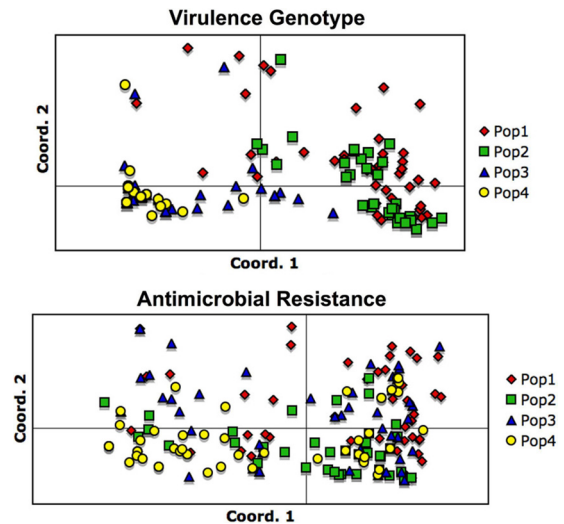 Virulence Genotype
Coord. 2
Pop1
Pop2
Pop3
Pop4
Coord. 1
Antimicrobial Resistance
Coord. 2
Pop1
Pop2
Pop3
Pop4
Coord. 1